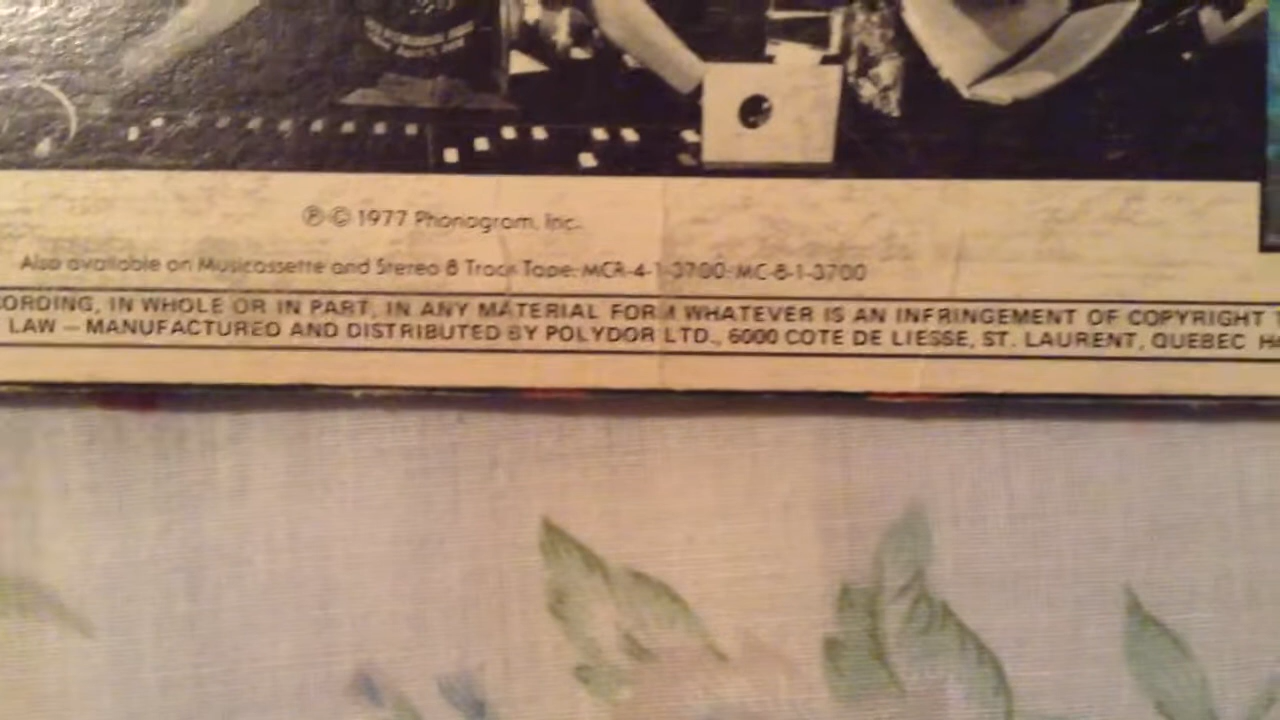 ℗ © 1977 Phonogram, Inc.
Also available on Musicassette and Stereo 8 Track Tape: MCR-4-1-3700; MC-8-1-3700
ORDING, IN WHOLE OR IN PART, IN ANY MATERIAL FORM WHATEVER IS AN INFRINGEMENT OF COPYRIGHT
LAW — MANUFACTURED AND DISTRIBUTED BY POLYDOR LTD., 6000 COTE DE LIESSE, ST. LAURENT, QUEBEC